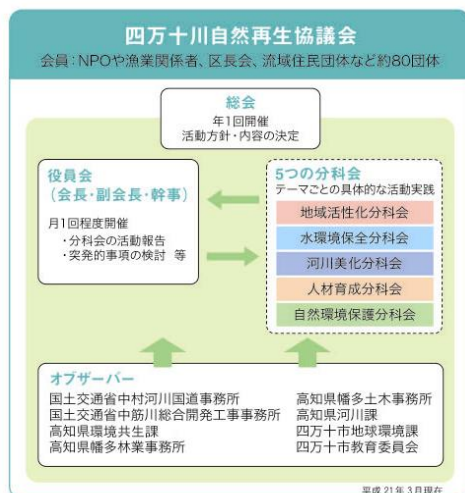 四万十川自然再生協議会
会員：NPOや漁業関係者、区長会、流域住民団体など約80団体
総会
年1回開催
活動方針・内容の決定
役員会
（会長・副会長・幹事）
月1回程度開催
・分科会の活動報告
・突発的事項の検討 等
5つの分科会
テーマごとの具体的な活動実践
地域活性化分科会
水環境保全分科会
河川美化分科会
人材育成分科会
自然環境保護分科会
オブザーバー
国土交通省中村河川国道事務所
国土交通省中筋川総合開発工事事務所
高知県環境共生課
高知県幡多林業事務所
高知県幡多土木事務所
高知県河川課
四万十市地球環境課
四万十市教育委員会
平成21年3月現在